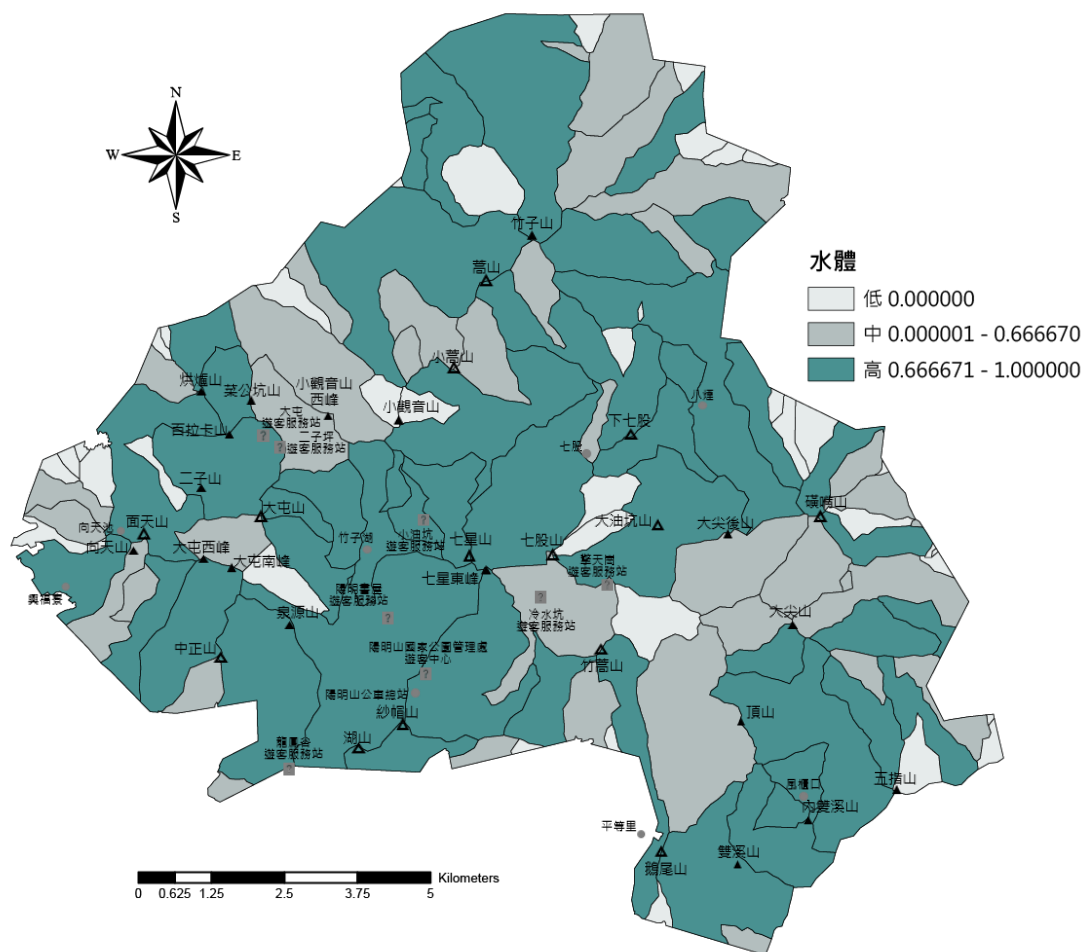 N
W
E
S
水體
低 0.000000
中 0.000001 - 0.666670
高 0.666671 - 1.000000
竹子山
嵩山
小嵩山
烘爐山
菜公坑山
小觀音山
西峰
大屯
遊客服務站
二子坪
遊客服務站
小觀音山
百拉卡山
二子山
大屯山
小煙
下七股
七股
大油坑山
大尖後山
磺嘴山
向天池
面天山
向天山
大屯西峰
大屯南峰
竹子湖
小油坑
遊客服務站
七星山
七星東峰
七股山
擎天崗
遊客服務站
冷水坑
遊客服務站
興福寮
陽明書屋
遊客服務站
泉源山
中正山
陽明山國家公園管理處
遊客中心
竹嵩山
大尖山
陽明山公車總站
紗帽山
湖山
龍鳳谷
遊客服務站
頂山
風櫃口
五指山
內雙溪山
平等里
鵝尾山
雙溪山
0
0.625
1.25
2.5
3.75
5
Kilometers